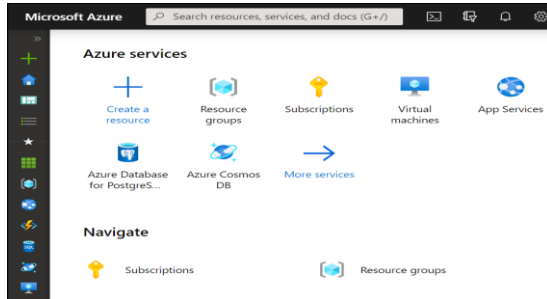 Microsoft Azure
Search resources, services, and docs (G+/)
»
Azure services
Create a
resource
Resource
groups
Subscriptions
Virtual
machines
App Services
Azure Database
for PostgreS...
Azure Cosmos
DB
More services
Navigate
Subscriptions
Resource groups
SQL